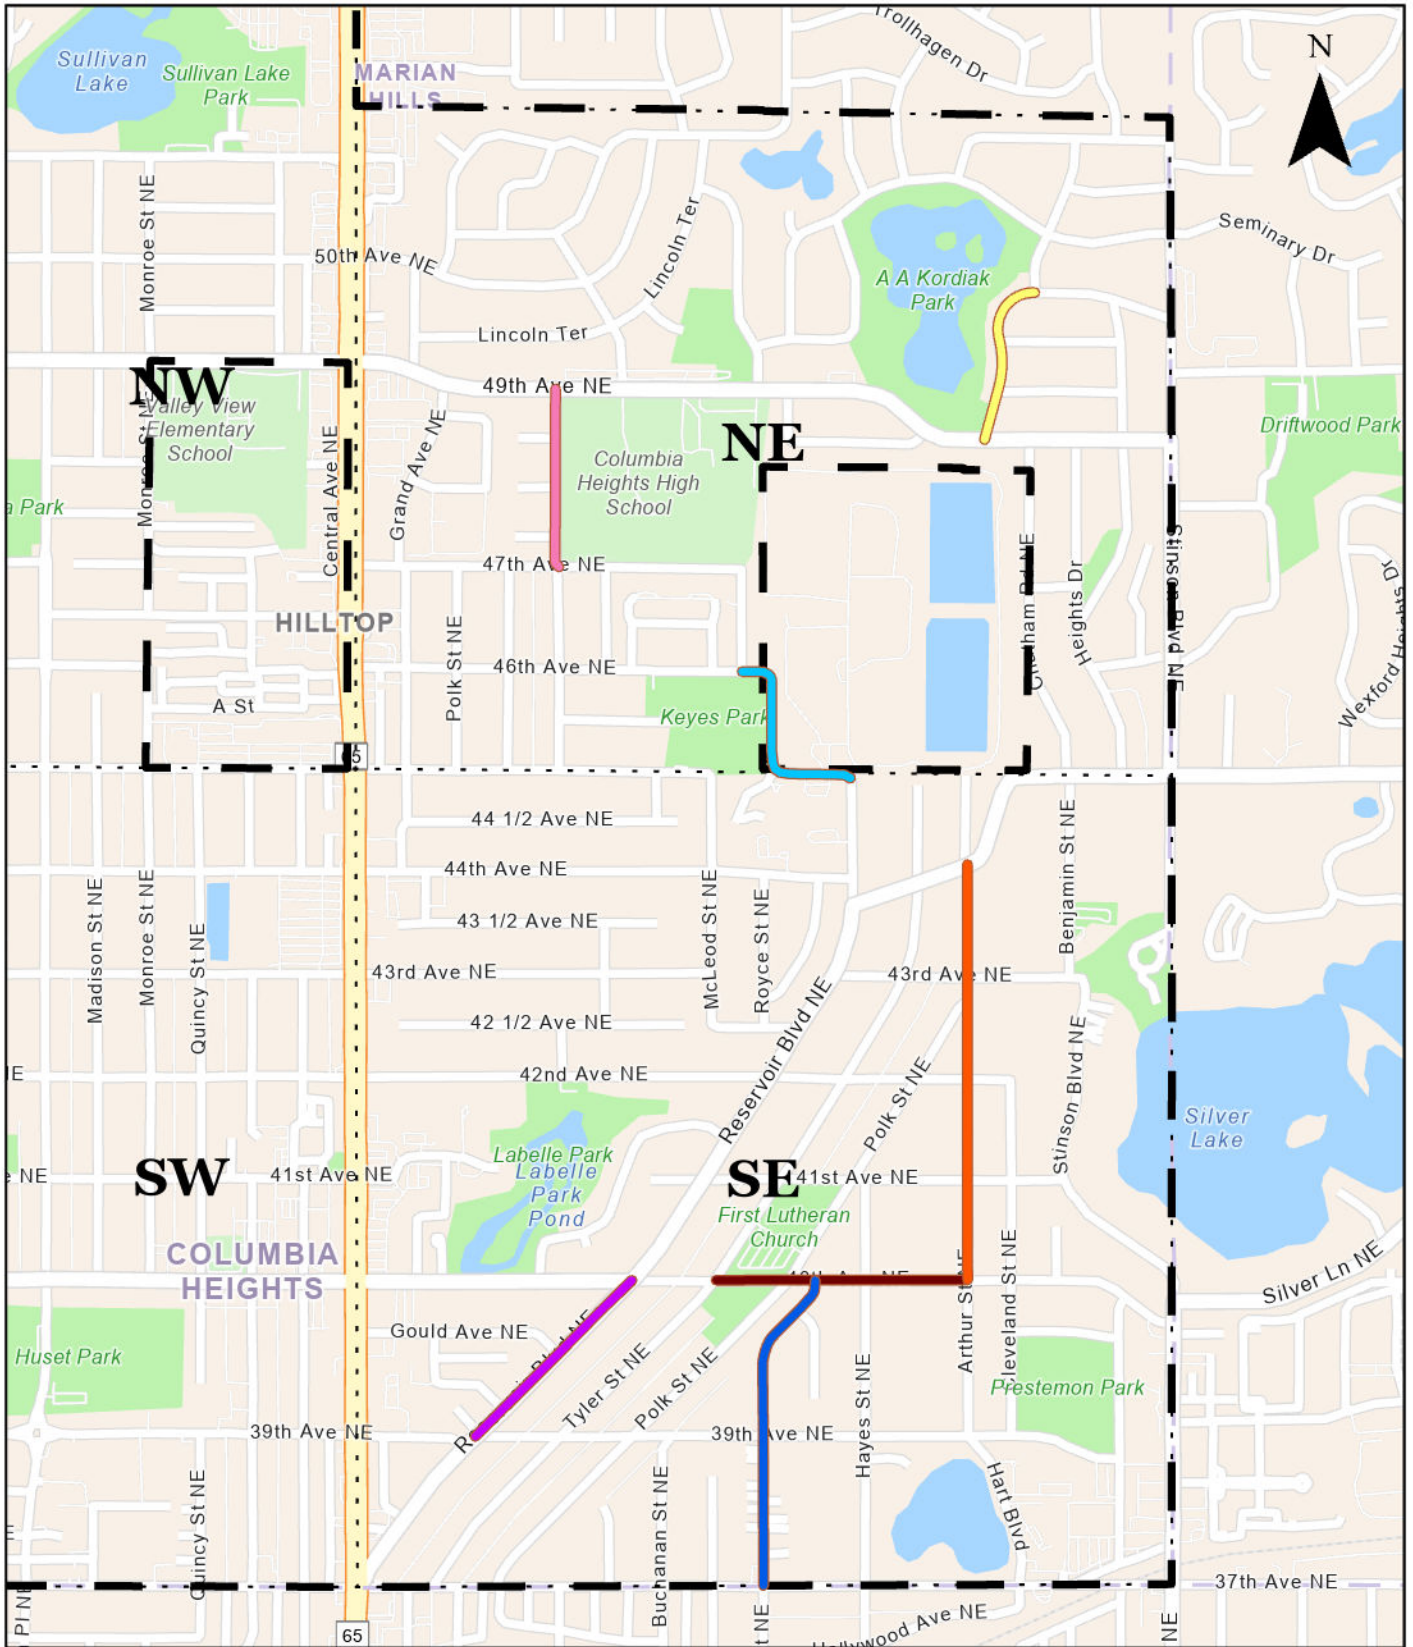 Trollhagen Dr
N
Sullivan
Lake
Sullivan Lake
Park
MARIAN
HILLS
Monroe St NE
50th Ave NE
Lincoln Ter
Seminary Dr
A A Kordiak
Park
Lincoln Ter
49th Ave NE
NW
Valley View
Elementary
School
Monroe St NE
Central Ave NE
Grand Ave NE
Columbia
Heights High
School
NE
Driftwood Park
a Park
47th Ave NE
HILLTOP
Polk St NE
46th Ave NE
Heights Dr
Stinson Blvd NE
Wexford Heights Dr
A St
Keyes Park
65
44 1/2 Ave NE
44th Ave NE
43 1/2 Ave NE
Madison St NE
Monroe St NE
Quincy St NE
McLeod St NE
Royce St NE
Benjamin St NE
43rd Ave NE
43rd Ave NE
42 1/2 Ave NE
Reservoir Blvd NE
Stinson Blvd NE
42nd Ave NE
Polk St NE
Silver
Lake
Labelle Park
Labelle
Park
Pond
SW
41st Ave NE
SE
41st Ave NE
First Lutheran
Church
COLUMBIA
HEIGHTS
Silver Ln NE
Arthur St NE
Cleveland St NE
Gould Ave NE
Huset Park
Tyler St NE
Polk St NE
Hayes St NE
Prestemon Park
39th Ave NE
39th Ave NE
Quincy St NE
Buchanan St NE
Hart Blvd
37th Ave NE
Pl NE
t NE
Hollywood Ave NE
NE
65